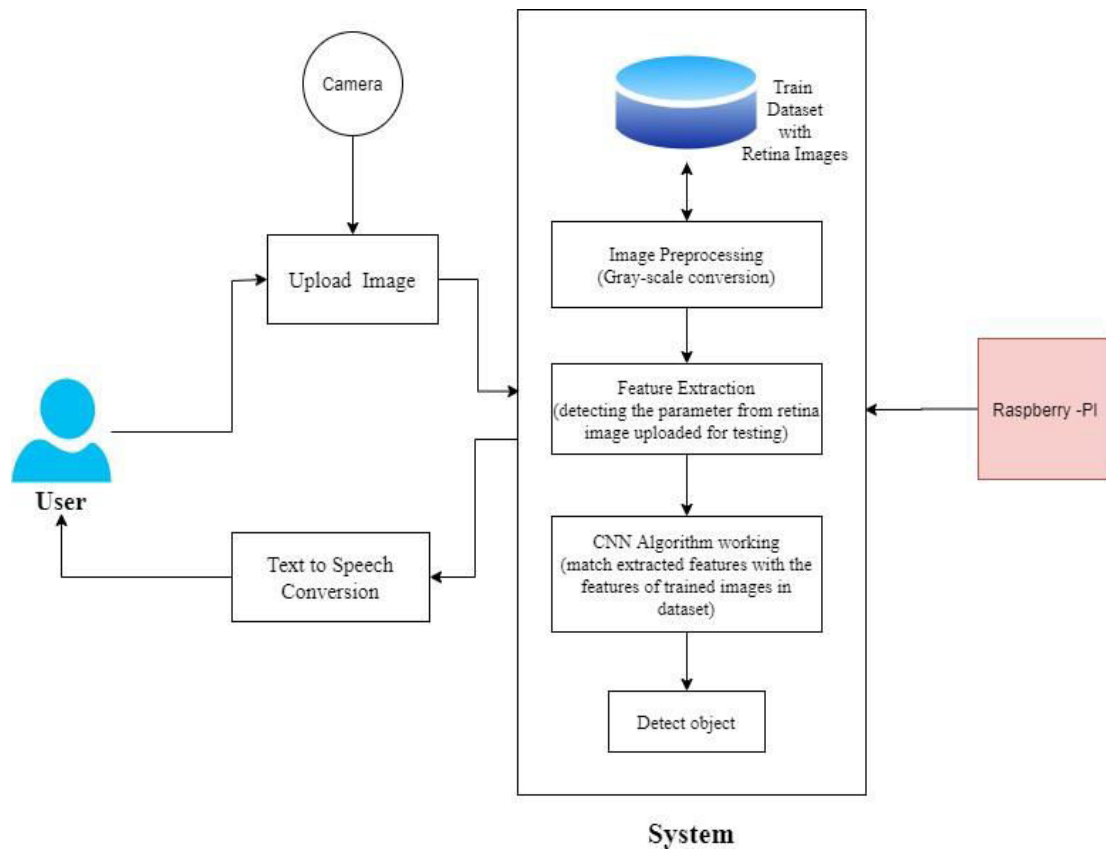 Camera
Train
Dataset
with
Retina Images
Upload Image
Image Preprocessing
(Gray-scale conversion)
Feature Extraction
(detecting the parameter from retina
image uploaded for testing)
Raspberry -PI
User
Text to Speech
Conversion
CNN Algorithm working
(match extracted features with the
features of trained images in
dataset)
Detect object
System